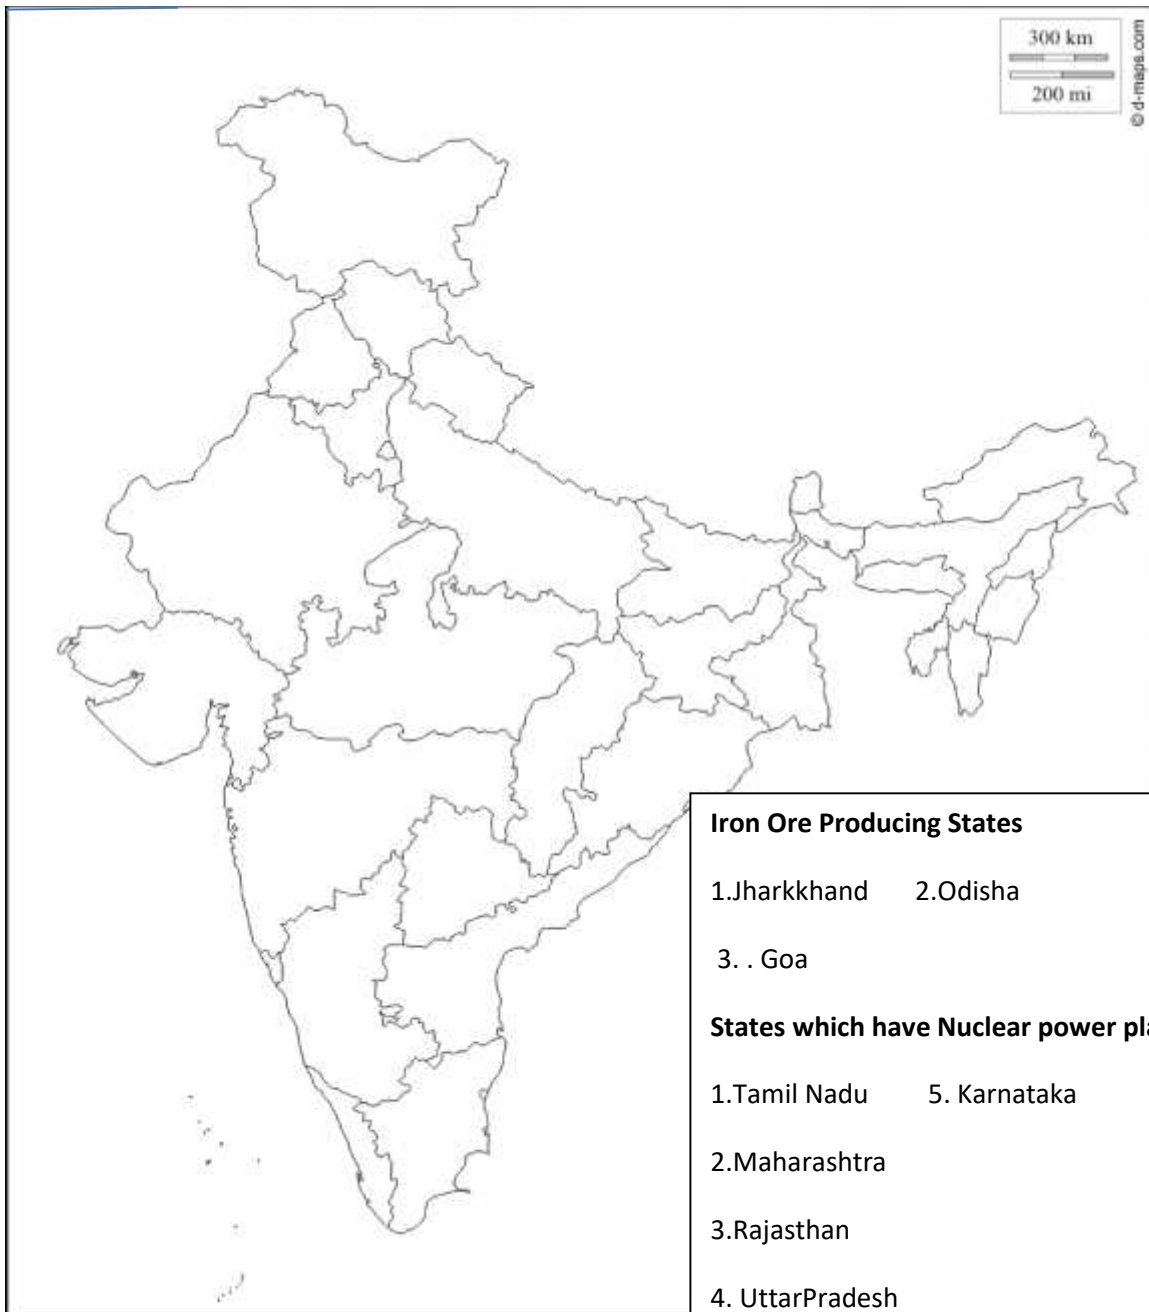 300 km
200 mi
© d-maps.com
Iron Ore Producing States
1.Jharkkhand 2.Odisha
3. . Goa
States which have Nuclear power pla
1.Tamil Nadu 5. Karnataka
2.Maharashtra
3.Rajasthan
4. UttarPradesh